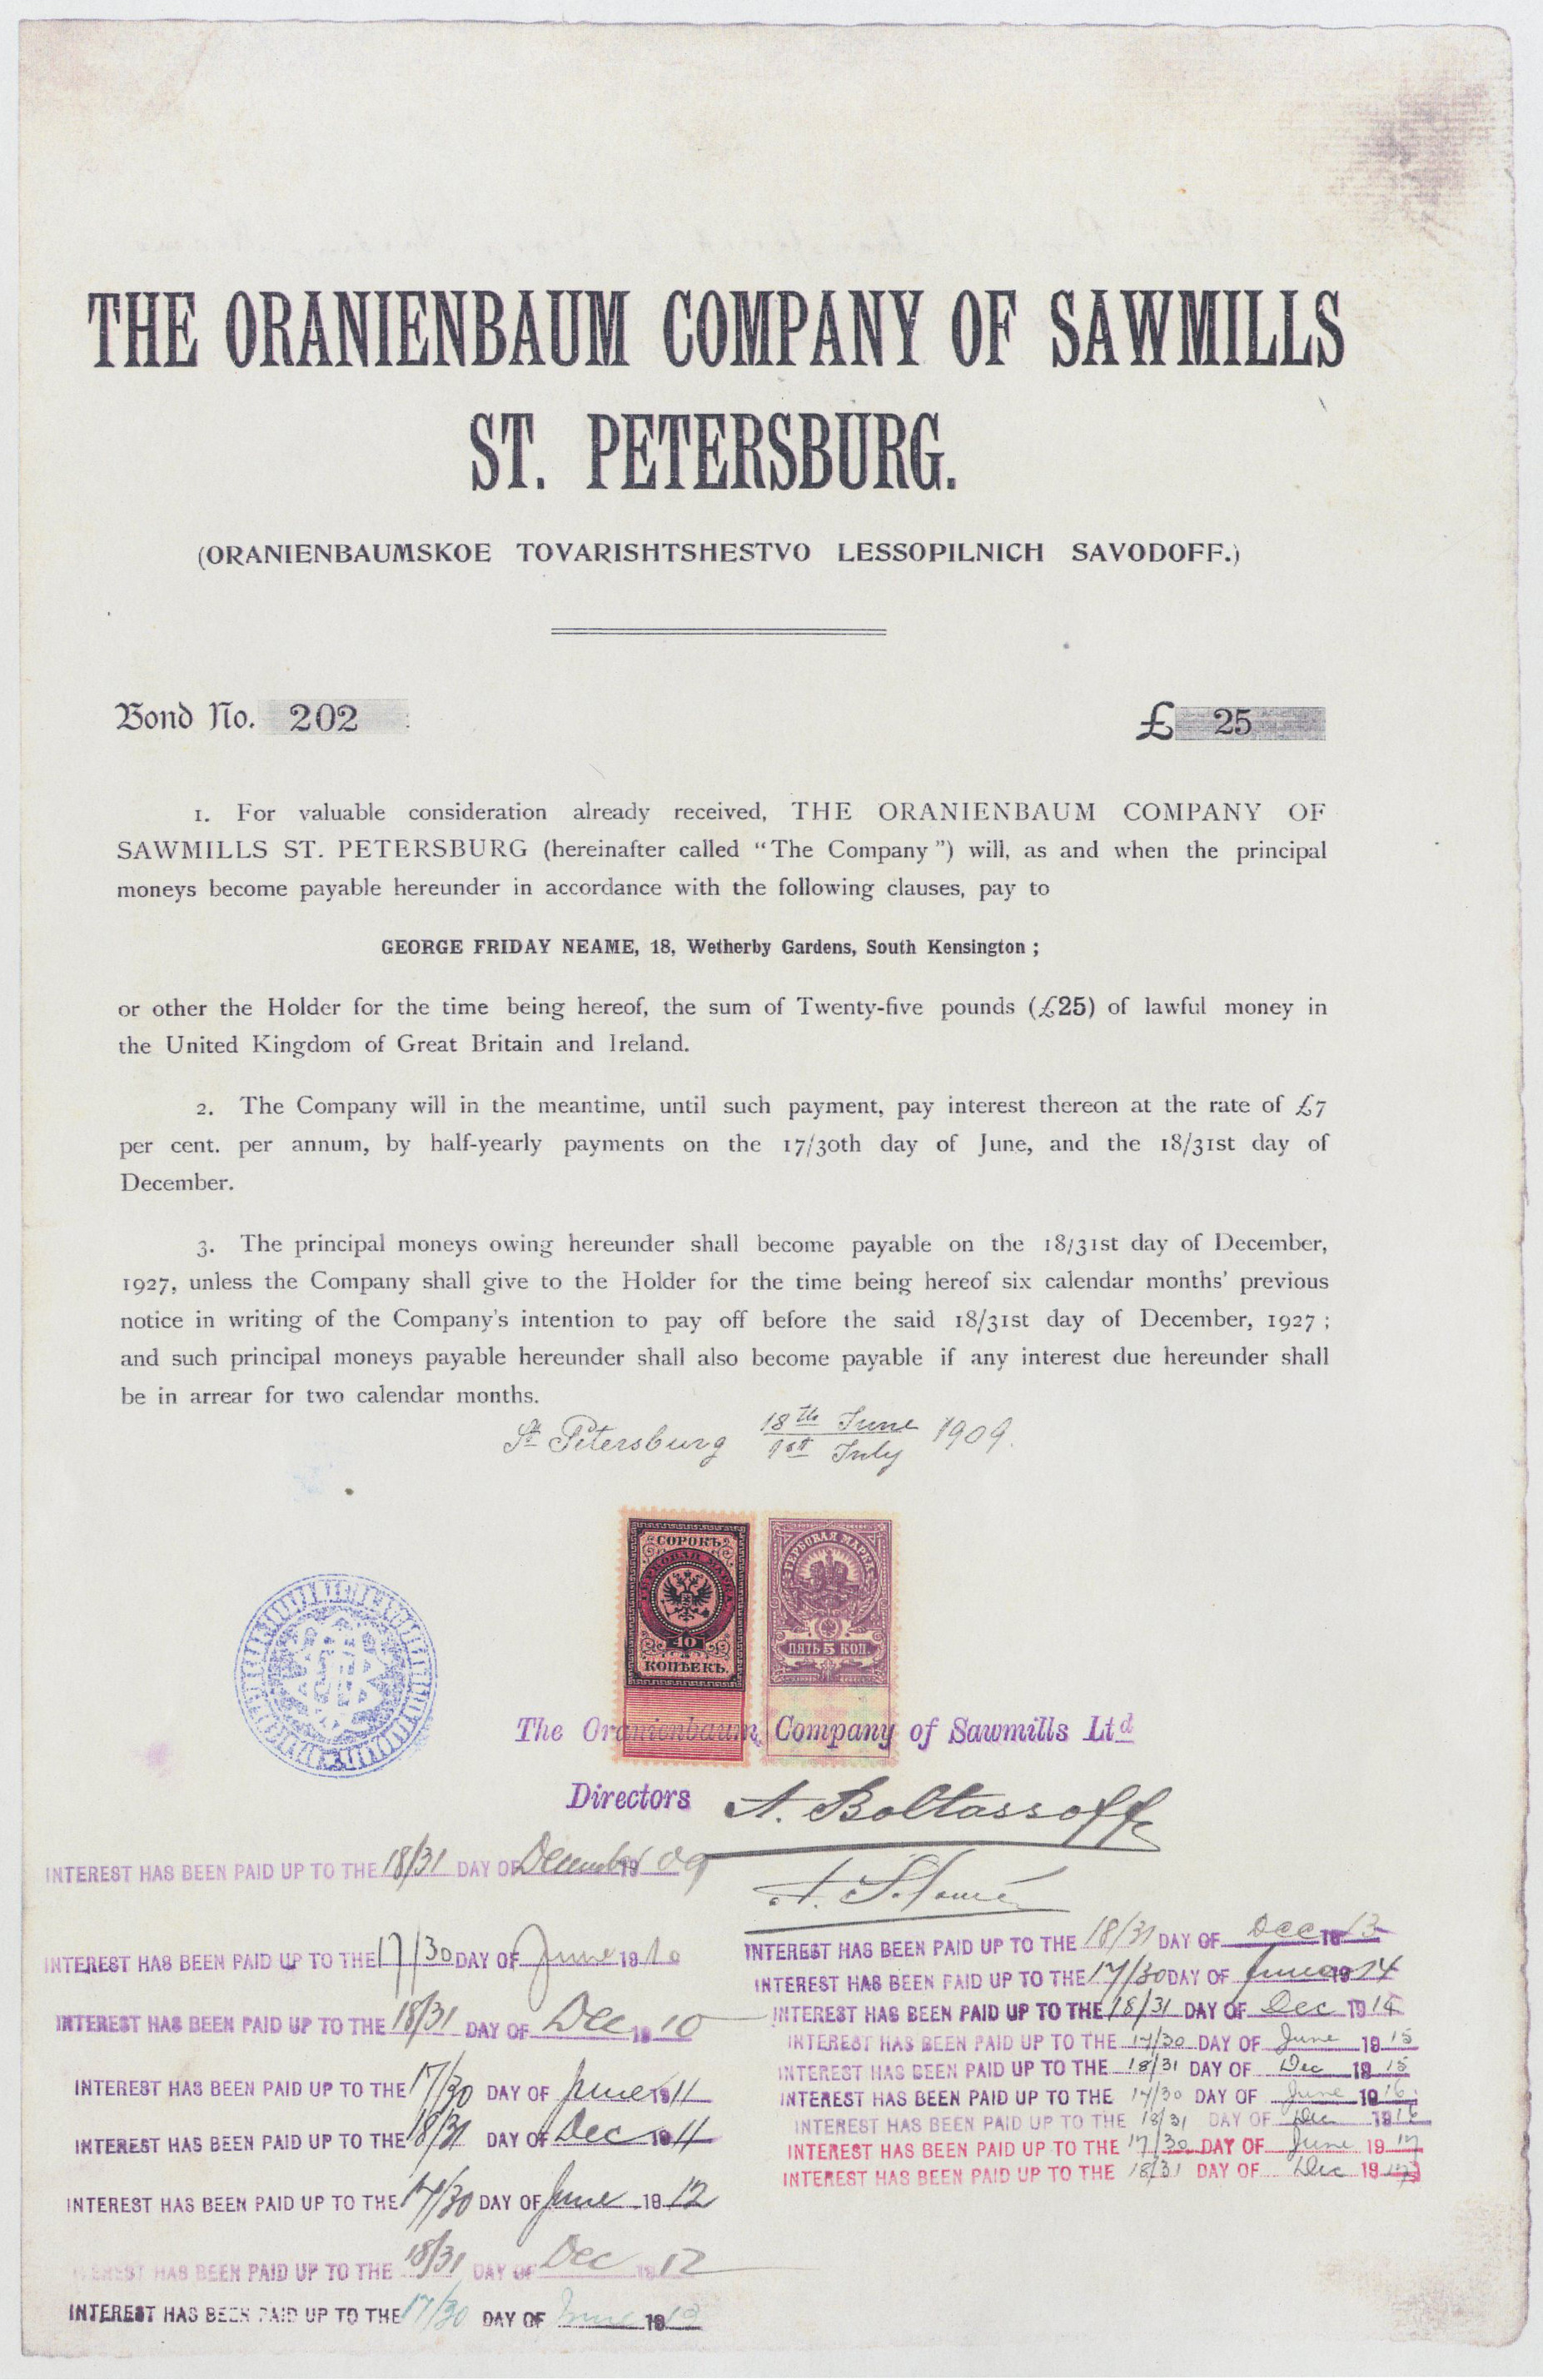 THE ORANIENBAUM COMPANY OF SAWMILLS
ST. PETERSBURG.
(ORANIENBAUMSKOE TOVARISHTSHESTVO LESSOPILNICH SAVODOFF.)
Bond No. 202
£ 25
1. For valuable consideration already received, THE ORANIENBAUM COMPANY OF
SAWMILLS ST. PETERSBURG (hereinafter called “The Company”) will, as and when the principal
moneys become payable hereunder in accordance with the following clauses, pay to
GEORGE FRIDAY NEAME, 18, Wetherby Gardens, South Kensington ;
or other the Holder for the time being hereof, the sum of Twenty-five pounds (£25) of lawful money in
the United Kingdom of Great Britain and Ireland.
2. The Company will in the meantime, until such payment, pay interest thereon at the rate of £7
per cent. per annum, by half-yearly payments on the 17/30th day of June, and the 18/31st day of
December.
3. The principal moneys owing hereunder shall become payable on the 18/31st day of December,
1927, unless the Company shall give to the Holder for the time being hereof six calendar months’ previous
notice in writing of the Company’s intention to pay off before the said 18/31st day of December, 1927 ;
and such principal moneys payable hereunder shall also become payable if any interest due hereunder shall
be in arrear for two calendar months.
St Petersburg 18th June / 1st July 1909.
СОРОКЪ
ГЕРБОВАЯ МАРКА
40
КОПѢЕКЪ.
ГЕРБОВАЯ МАРКА
ПЯТЬ 5 КОП.
The Oranienbaum Company of Sawmills Ltd
Directors A. Boltassoff
INTEREST HAS BEEN PAID UP TO THE 18/31 DAY OF December 1909
INTEREST HAS BEEN PAID UP TO THE 17/30 DAY OF June 1910
INTEREST HAS BEEN PAID UP TO THE 18/31 DAY OF Dec 1910
INTEREST HAS BEEN PAID UP TO THE 17/30 DAY OF June 1911
INTEREST HAS BEEN PAID UP TO THE 18/31 DAY OF Dec 1911
INTEREST HAS BEEN PAID UP TO THE 17/30 DAY OF June 1912
INTEREST HAS BEEN PAID UP TO THE 18/31 DAY OF Dec 1912
INTEREST HAS BEEN PAID UP TO THE 17/30 DAY OF June 1913
INTEREST HAS BEEN PAID UP TO THE 18/31 DAY OF Dec 1913
INTEREST HAS BEEN PAID UP TO THE 17/30 DAY OF June 1914
INTEREST HAS BEEN PAID UP TO THE 18/31 DAY OF Dec 1914
INTEREST HAS BEEN PAID UP TO THE 17/30 DAY OF June 1915
INTEREST HAS BEEN PAID UP TO THE 18/31 DAY OF Dec 1915
INTEREST HAS BEEN PAID UP TO THE 17/30 DAY OF June 1916
INTEREST HAS BEEN PAID UP TO THE 18/31 DAY OF Dec 1916
INTEREST HAS BEEN PAID UP TO THE 17/30 DAY OF June 1917
INTEREST HAS BEEN PAID UP TO THE 18/31 DAY OF Dec 1917